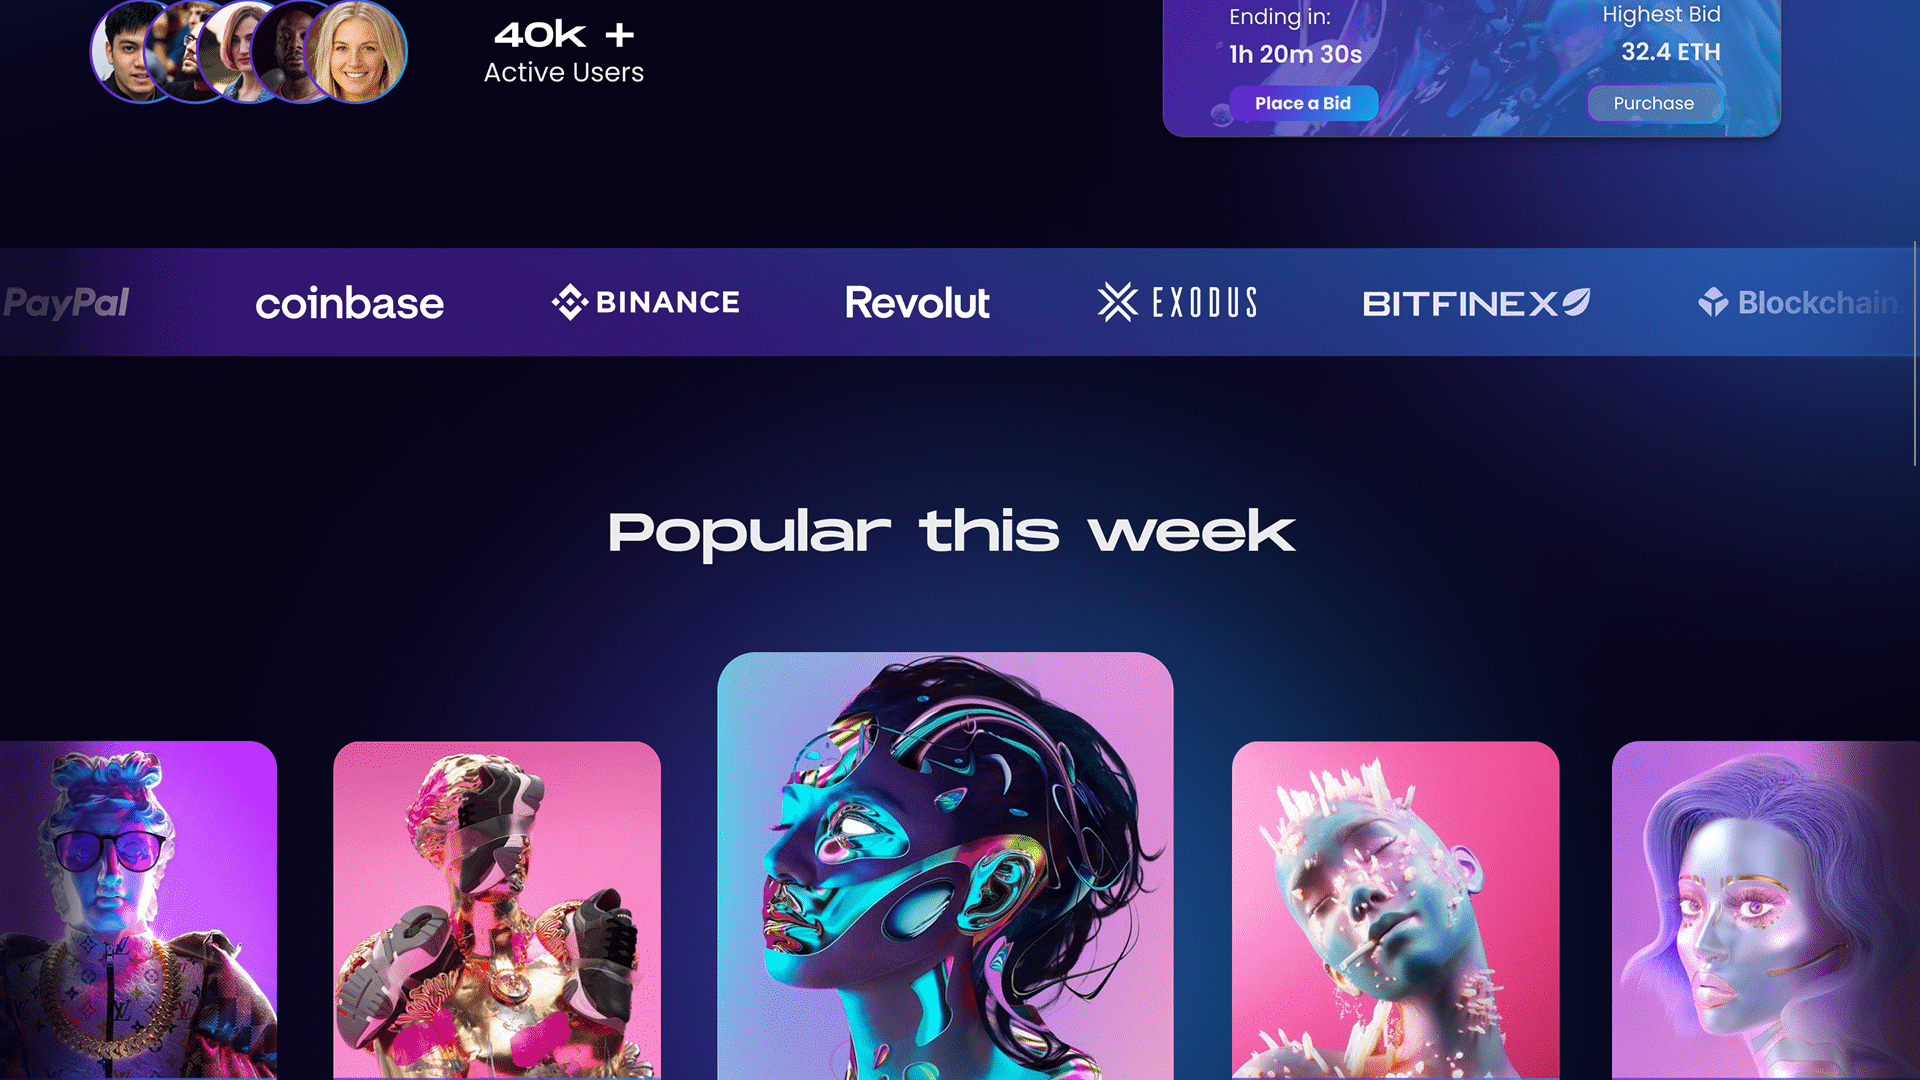 40k +
Active Users
Ending in:
1h 20m 30s
Place a Bid
Highest Bid
32.4 ETH
Purchase
PayPal
coinbase
BINANCE
Revolut
EXODUS
BITFINEX
Blockchain.
Popular this week